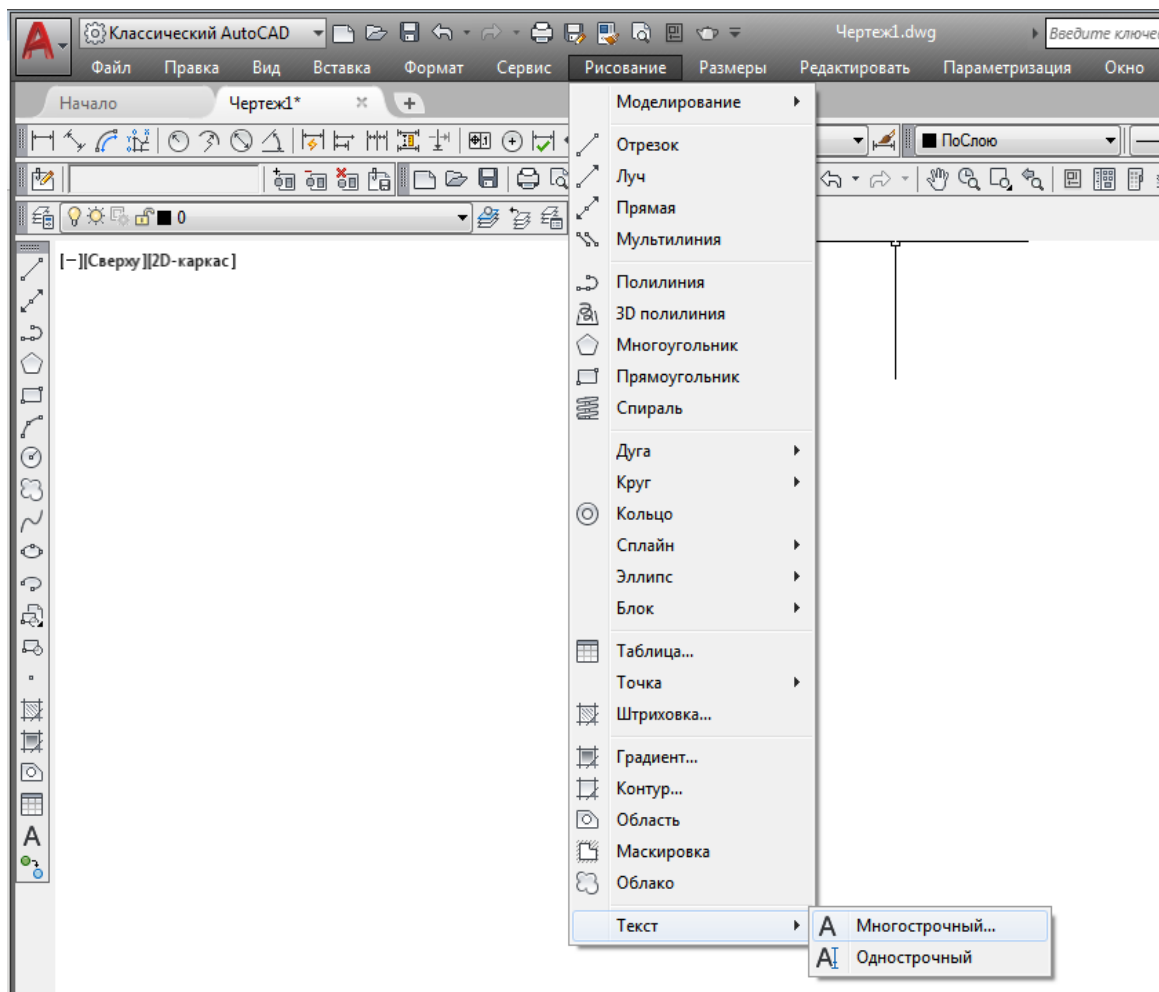 Классический AutoCAD
Чертеж1.dwg
Введите ключе
Файл Правка Вид Вставка Формат Сервис Рисование Размеры Редактировать Параметризация Окно
Начало
Чертеж1*
ПоСлою
0
[−][Сверху][2D-каркас]
Моделирование
Отрезок
Луч
Прямая
Мультилиния
Полилиния
3D полилиния
Многоугольник
Прямоугольник
Спираль
Дуга
Круг
Кольцо
Сплайн
Эллипс
Блок
Таблица...
Точка
Штриховка...
Градиент...
Контур...
Область
Маскировка
Облако
Текст
Многострочный...
Однострочный